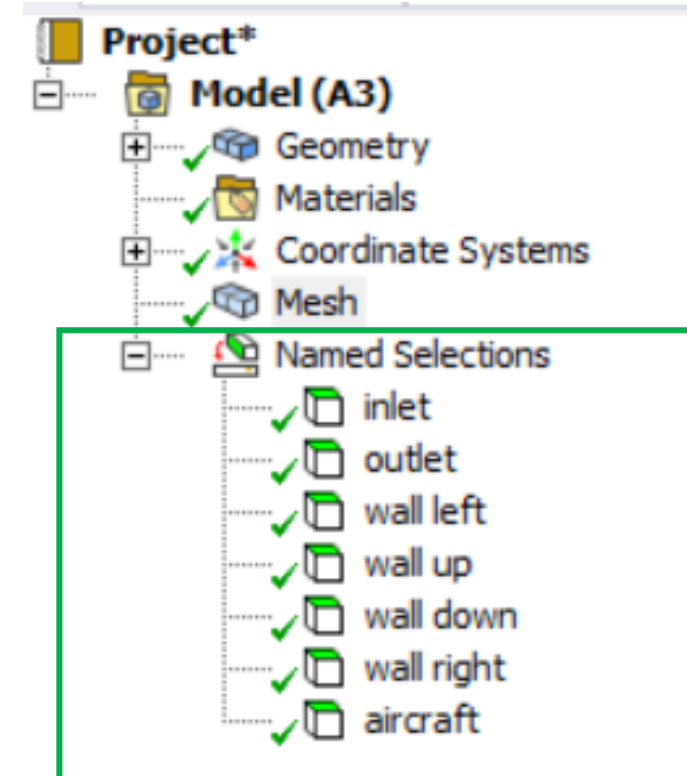 Project*
Model (A3)
Geometry
Materials
Coordinate Systems
Mesh
Named Selections
inlet
outlet
wall left
wall up
wall down
wall right
aircraft